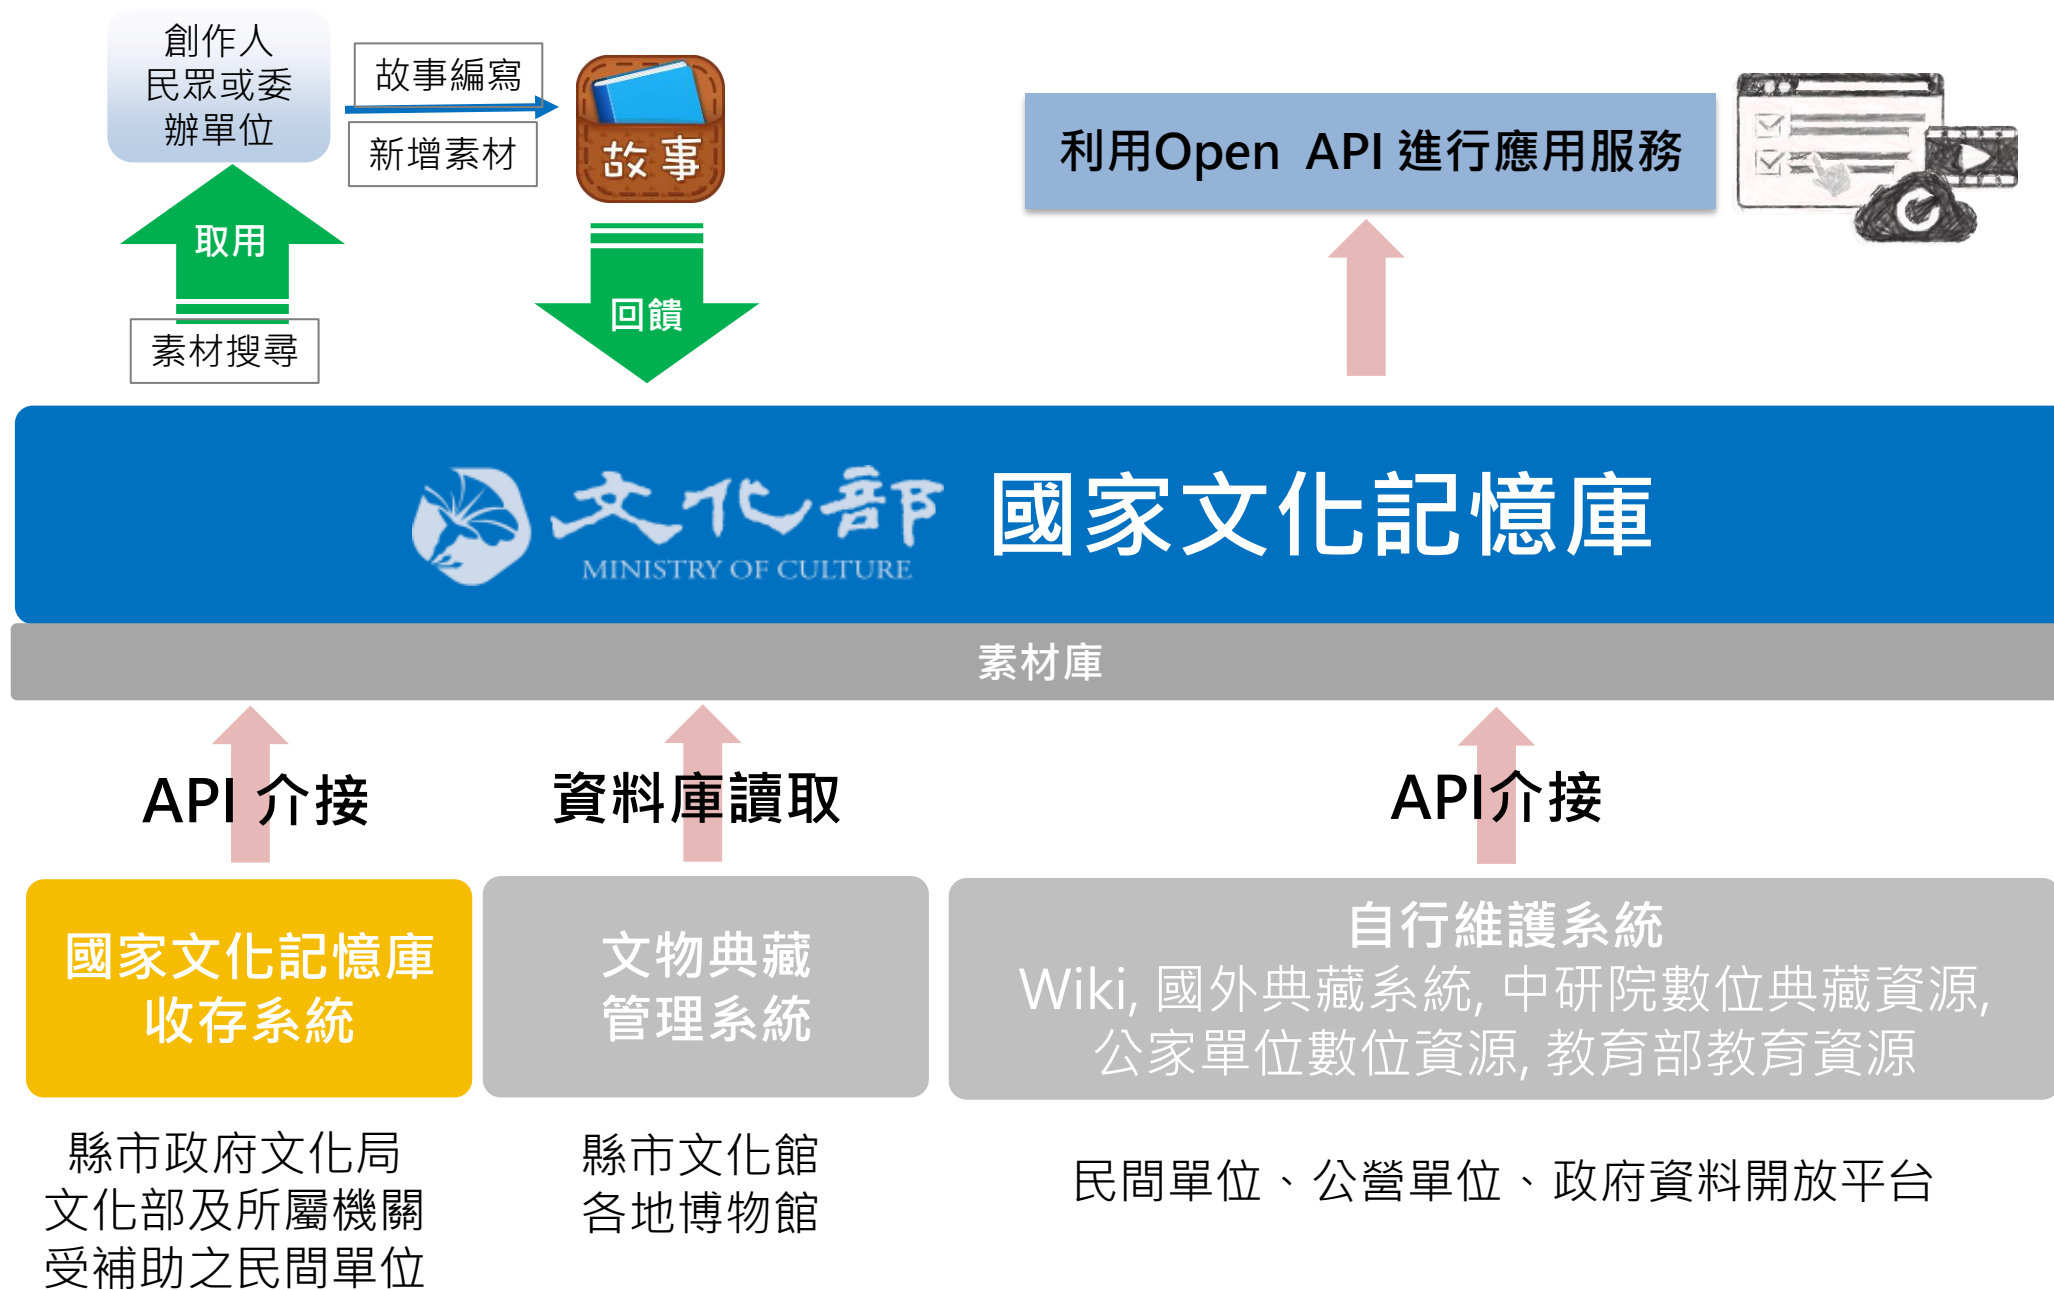 創作人
民眾或委
辦單位
故事編寫
新增素材
故事
取用
素材搜尋
回饋
利用Open API 進行應用服務
文化部
MINISTRY OF CULTURE
國家文化記憶庫
素材庫
API 介接
資料庫讀取
API介接
國家文化記憶庫
收存系統
文物典藏
管理系統
自行維護系統
Wiki, 國外典藏系統, 中研院數位典藏資源,
公家單位數位資源, 教育部教育資源
縣市政府文化局
文化部及所屬機關
受補助之民間單位
縣市文化館
各地博物館
民間單位、公營單位、政府資料開放平台